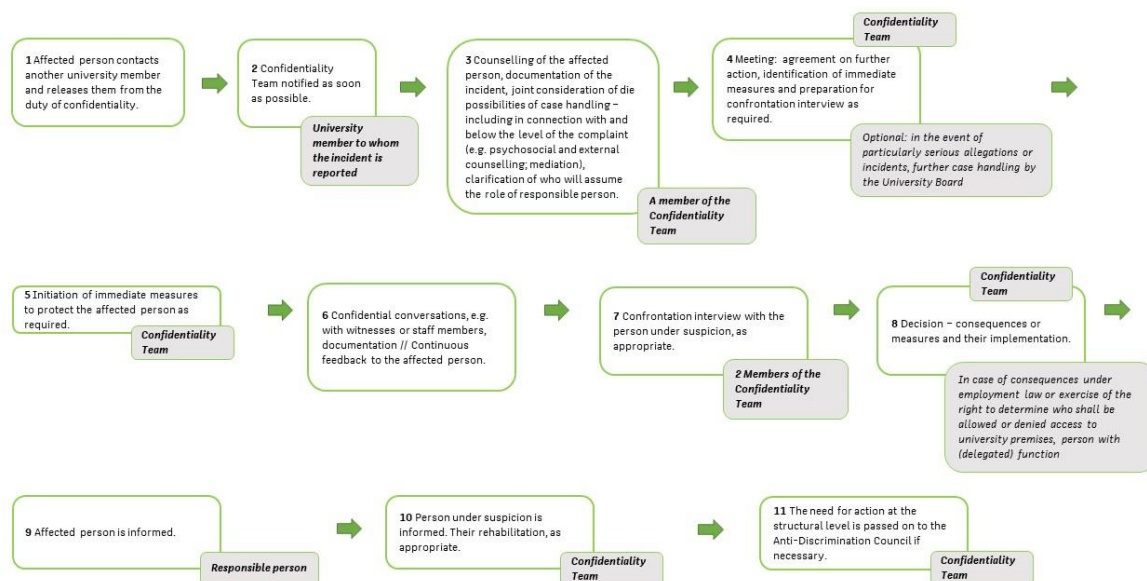 1 Affected person contacts
another university member
and releases them from the
duty of confidentiality.
2 Confidentiality
Team notified as soon
as possible.
University
member to whom
the incident is
reported
3 Counselling of the affected
person, documentation of the
incident, joint consideration of die
possibilities of case handling –
including in connection with and
below the level of the complaint
(e.g. psychosocial and external
counselling; mediation),
clarification of who will assume
the role of responsible person.
A member of the
Confidentiality
Team
Confidentiality
Team
4 Meeting: agreement on further
action, identification of immediate
measures and preparation for
confrontation interview as
required.
Optional: in the event of
particularly serious allegations or
incidents, further case handling by
the University Board
5 Initiation of immediate measures
to protect the affected person as
required.
Confidentiality
Team
6 Confidential conversations, e.g.
with witnesses or staff members,
documentation // Continuous
feedback to the affected person.
7 Confrontation interview with the
person under suspicion, as
appropriate.
2 Members of the
Confidentiality
Team
Confidentiality
Team
8 Decision – consequences or
measures and their implementation.
In case of consequences under
employment law or exercise of the
right to determine who shall be
allowed or denied access to
university premises, person with
(delegated) function
9 Affected person is informed.
Responsible person
10 Person under suspicion is
informed. Their rehabilitation, as
appropriate.
Confidentiality
Team
11 The need for action at the
structural level is passed on to the
Anti-Discrimination Council if
necessary.
Confidentiality
Team